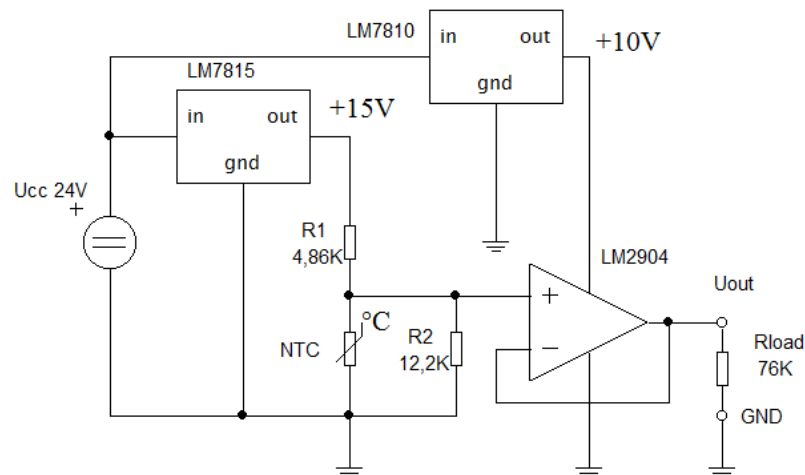 LM7810
in out
gnd
+10V
LM7815
in out
gnd
+15V
Ucc 24V
+
R1
4,86K
LM2904
+
−
Uout
°C
NTC
R2
12,2K
Rload
76K
GND